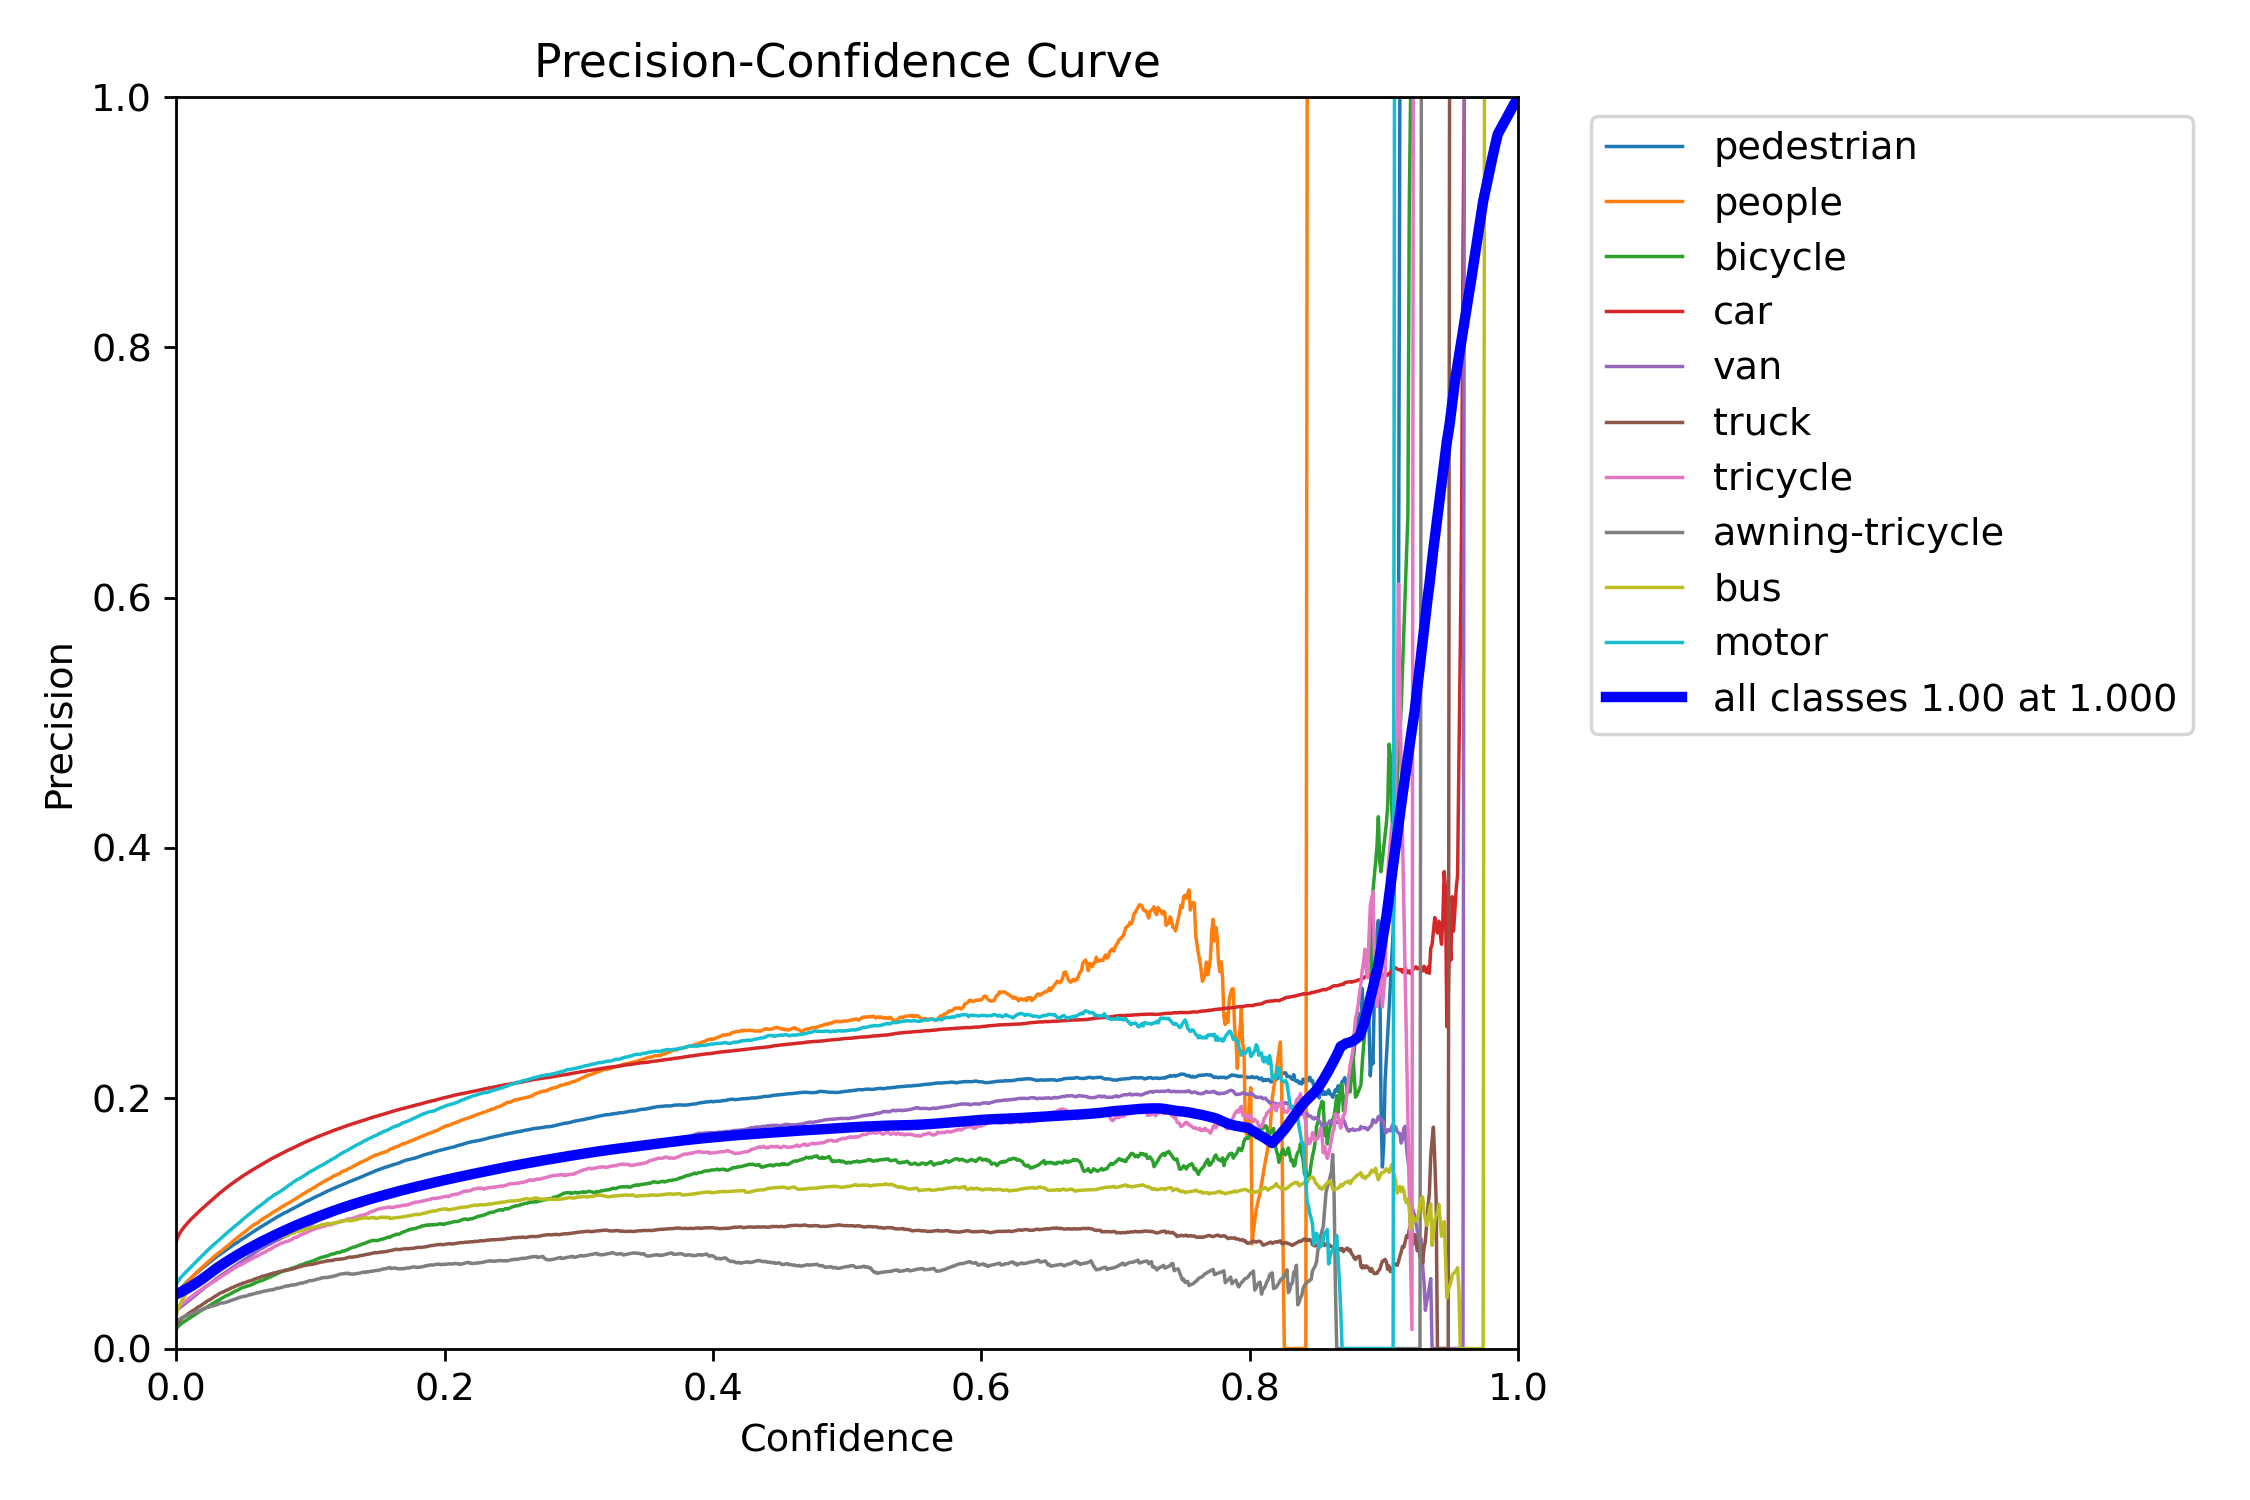 Precision-Confidence Curve
1.0
0.8
0.6
0.4
0.2
0.0
Precision
0.0 0.2 0.4 0.6 0.8 1.0
Confidence
pedestrian
people
bicycle
car
van
truck
tricycle
awning-tricycle
bus
motor
all classes 1.00 at 1.000